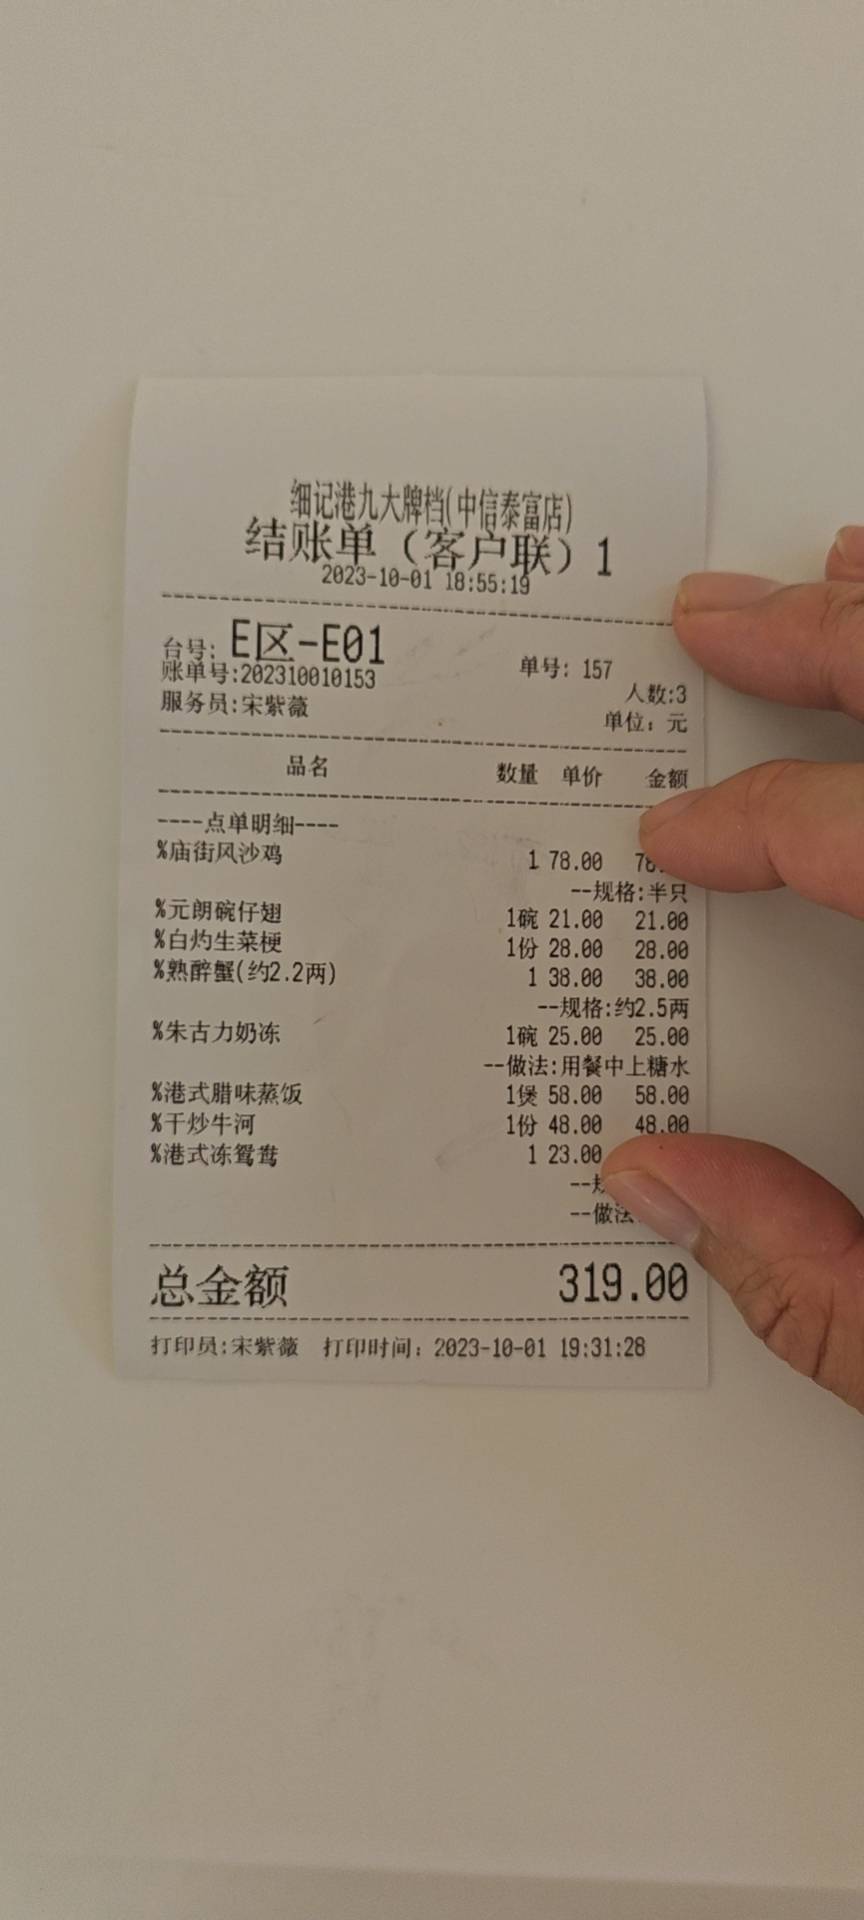 细记港九大牌档(中信泰富店)
结账单（客户联）1
2023-10-01 18:55:19
台号: E区-E01
账单号:202310010153 单号: 157
服务员:宋紫薇 人数:3
单位: 元
品名 数量 单价 金额
----点单明细----
%庙街风沙鸡 1 78.00
--规格:半只
%元朗碗仔翅 1碗 21.00 21.00
%白灼生菜梗 1份 28.00 28.00
%熟醉蟹(约2.2两) 1 38.00 38.00
--规格:约2.5两
%朱古力奶冻 1碗 25.00 25.00
--做法:用餐中上糖水
%港式腊味蒸饭 1煲 58.00 58.00
%干炒牛河 1份 48.00 48.00
%港式冻鸳鸯 1 23.00
--做法
总金额 319.00
打印员:宋紫薇 打印时间: 2023-10-01 19:31:28